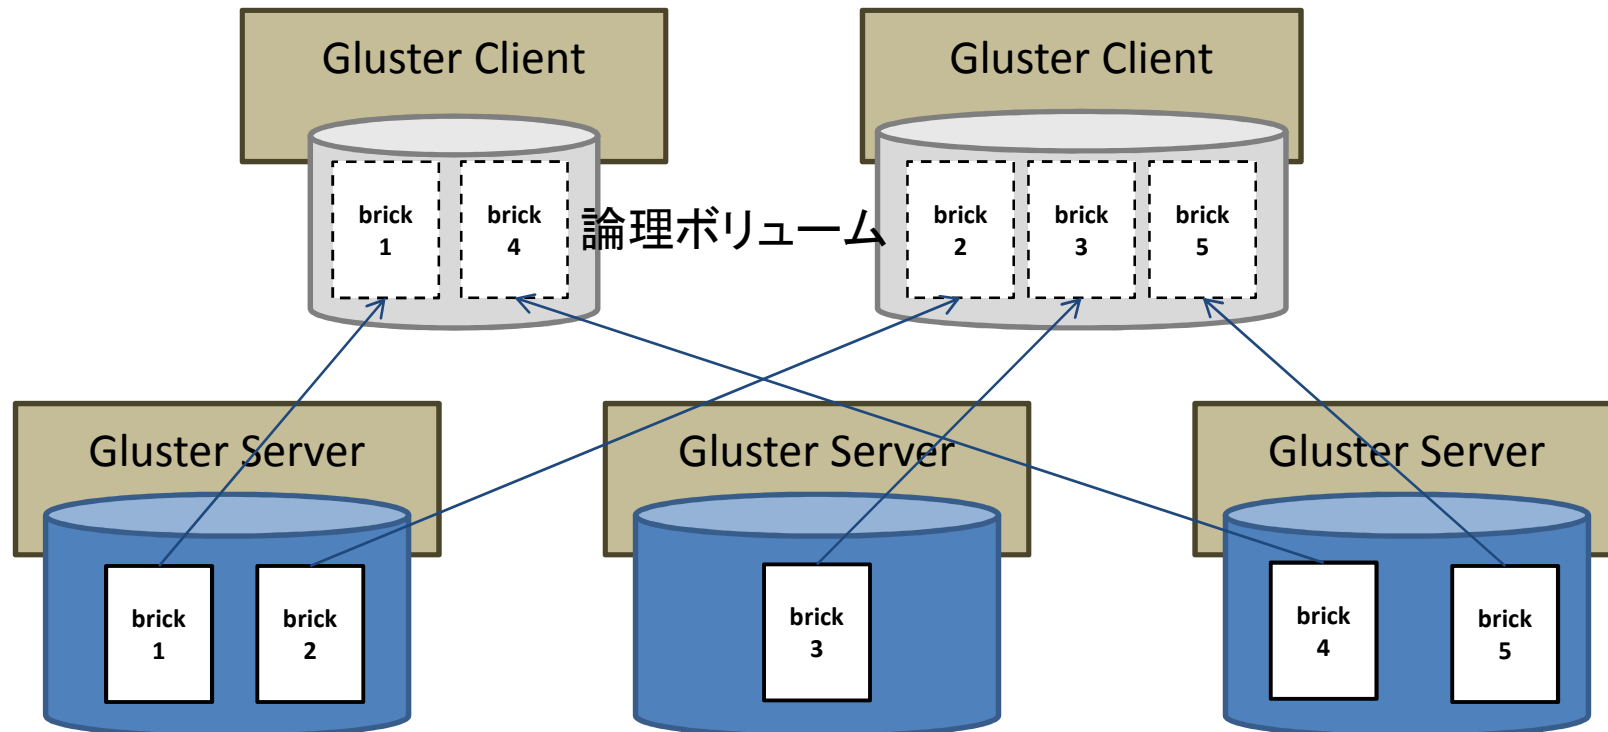 Gluster Client
Gluster Client
brick
1
brick
4
論理ボリューム
brick
2
brick
3
brick
5
Gluster Server
Gluster Server
Gluster Server
brick
1
brick
2
brick
3
brick
4
brick
5